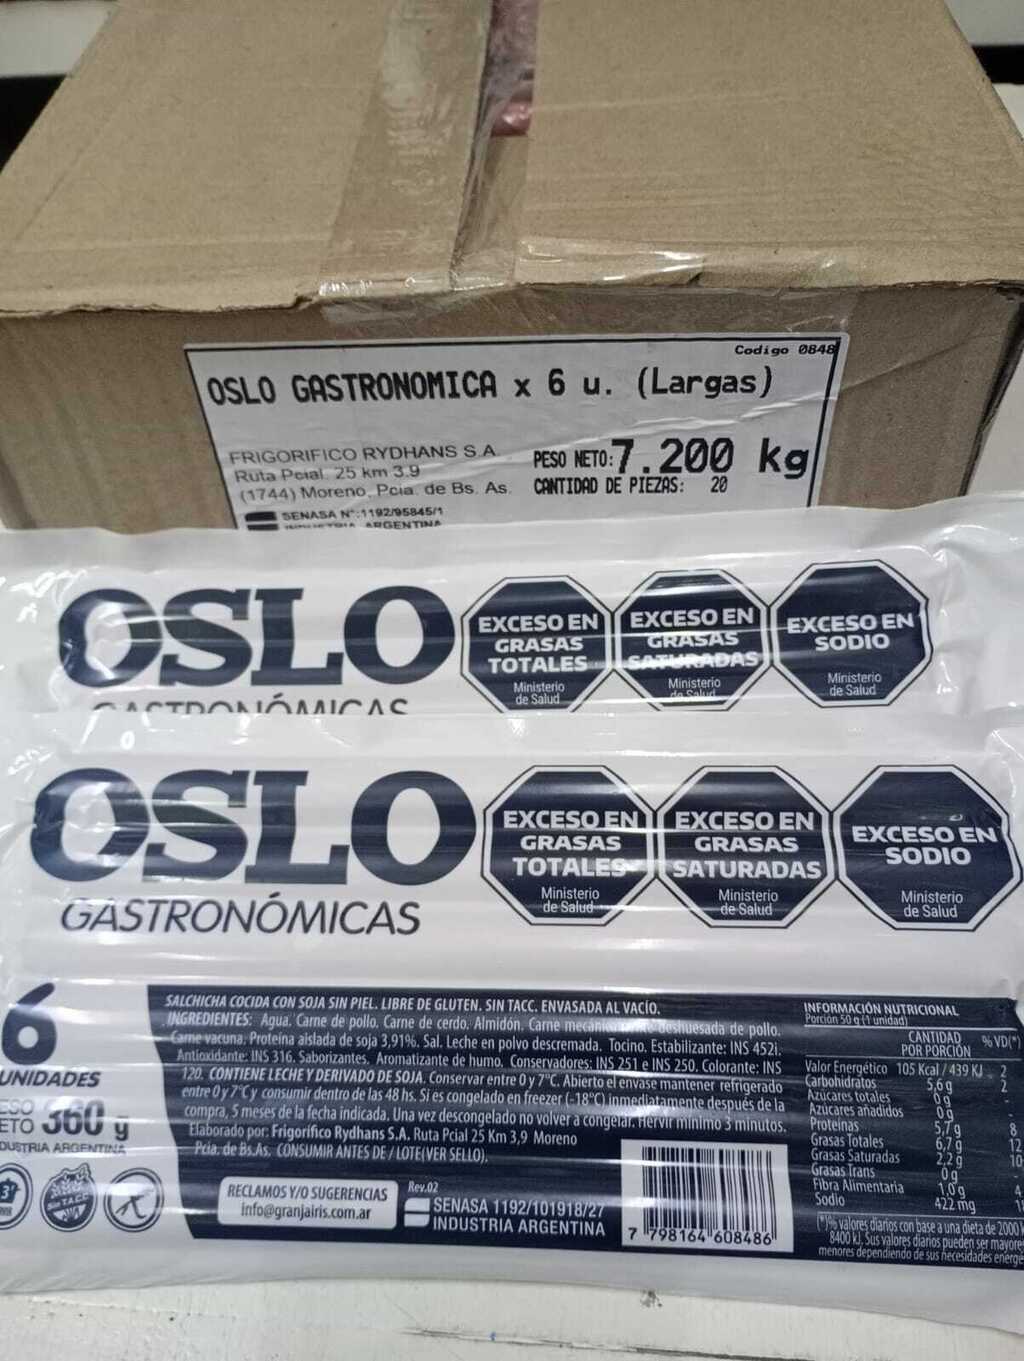 Codigo 0848
OSLO GASTRONOMICA x 6 u. (Largas)
FRIGORIFICO RYDHANS S.A.
Ruta Pcial. 25 km 3.9
(1744) Moreno, Pcia. de Bs. As.
PESO NETO: 7.200 kg
CANTIDAD DE PIEZAS: 20
SENASA N°.:1192/95845/1
INDUSTRIA ARGENTINA
OSLO
GASTRONÓMICAS
EXCESO EN
GRASAS
TOTALES
Ministerio
de Salud
EXCESO EN
GRASAS
SATURADAS
Ministerio
de Salud
EXCESO EN
SODIO
Ministerio
de Salud
OSLO
GASTRONÓMICAS
EXCESO EN
GRASAS
TOTALES
Ministerio
de Salud
EXCESO EN
GRASAS
SATURADAS
Ministerio
de Salud
EXCESO EN
SODIO
Ministerio
de Salud
6
UNIDADES
ESO
ETO 360 g
DUSTRIA ARGENTINA
3'
SIN T.A.C.C.
SALCHICHA COCIDA CON SOJA SIN PIEL. LIBRE DE GLUTEN. SIN TACC. ENVASADA AL VACÍO.
INGREDIENTES: Agua. Carne de pollo. Carne de cerdo. Almidón. Carne deshuesada de pollo.
Carne vacuna. Proteína aislada de soja 3,91%. Sal. Leche en polvo descremada. Tocino. Estabilizante: INS 452i.
Antioxidante: INS 316. Saborizantes. Aromatizante de humo. Conservadores: INS 251 e INS 250. Colorante: INS
120. CONTIENE LECHE Y DERIVADO DE SOJA. Conservar entre 0 y 7°C. Abierto el envase mantener refrigerado
entre 0 y 7°C y consumir dentro de las 48 hs. Si es congelado en freezer (-18°C) inmediatamente después de la
compra, 5 meses de la fecha indicada. Una vez descongelado no volver a congelar. Hervir mínimo 3 minutos.
Elaborado por: Frigorífico Rydhans S.A. Ruta Pcial 25 Km 3,9 Moreno
Pcia. de Bs.As. CONSUMIR ANTES DE / LOTE(VER SELLO).
RECLAMOS Y/O SUGERENCIAS
info@granjairis.com.ar
Rev.02
SENASA 1192/101918/27
INDUSTRIA ARGENTINA
7 798164 608486
INFORMACIÓN NUTRICIONAL
Porción 50 g (1 unidad)
CANTIDAD
POR PORCIÓN %VD(*)
Valor Energético 105 Kcal / 439 KJ 2
Carbohidratos 5,6 g 2
Azúcares totales 0 g
Azúcares añadidos 0 g
Proteínas 5,7 g 8
Grasas Totales 6,7 g 12
Grasas Saturadas 2,2 g 10
Grasas Trans 0 g
Fibra Alimentaria 1,0 g 4
Sodio 422 mg
(*)% valores diarios con base a una dieta de 2000
8400 kJ. Sus valores diarios pueden ser mayore
menores dependiendo de sus necesidades energé